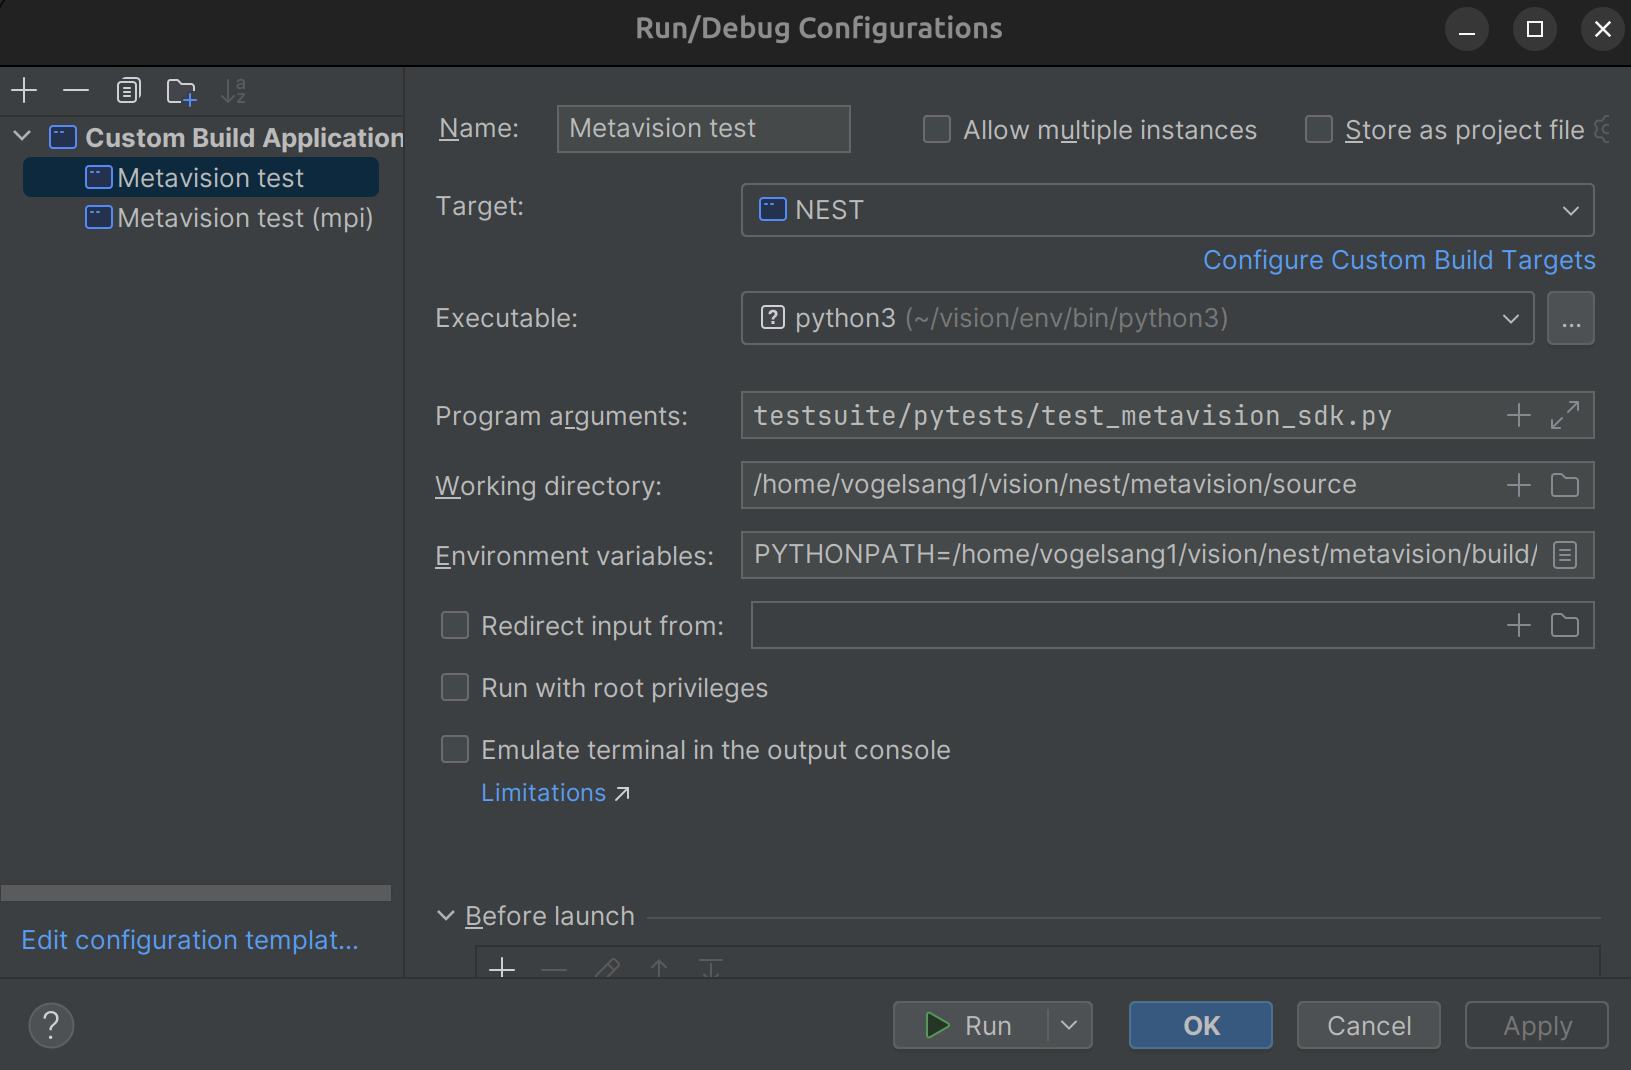 Run/Debug Configurations
Custom Build Application
Metavision test
Metavision test (mpi)
Edit configuration templat...
Name: Metavision test Allow multiple instances Store as project file
Target: NEST
Configure Custom Build Targets
Executable: python3 (~/vision/env/bin/python3) ...
Program arguments: testsuite/pytests/test_metavision_sdk.py
Working directory: /home/vogelsang1/vision/nest/metavision/source
Environment variables: PYTHONPATH=/home/vogelsang1/vision/nest/metavision/build/
Redirect input from:
Run with root privileges
Emulate terminal in the output console
Limitations
Before launch
? Run OK Cancel Apply